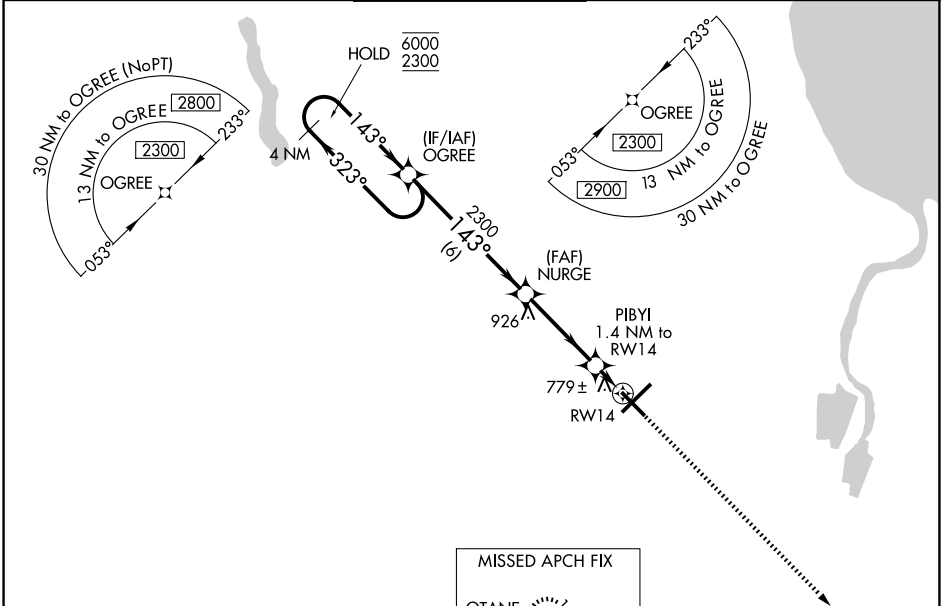 30 NM to OGREE (NoPT)
13 NM to OGREE
2800
2300
233°
OGREE
053°
HOLD
6000
2300
143°
323°
4 NM
(IF/IAF)
OGREE
2300
143°
(6)
(FAF)
NURGE
926
PIBYI
1.4 NM to
RW14
779±
RW14
233°
OGREE
053°
2300
13 NM to OGREE
2900
30 NM to OGREE
MISSED APCH FIX